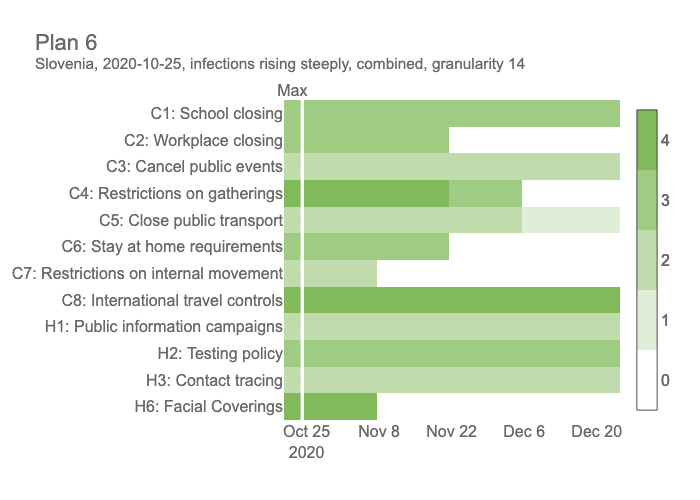 Plan 6
Slovenia, 2020-10-25, infections rising steeply, combined, granularity 14
Max
C1: School closing
C2: Workplace closing
C3: Cancel public events
C4: Restrictions on gatherings
C5: Close public transport
C6: Stay at home requirements
C7: Restrictions on internal movement
C8: International travel controls
H1: Public information campaigns
H2: Testing policy
H3: Contact tracing
H6: Facial Coverings
4
3
2
1
0
Oct 25 Nov 8 Nov 22 Dec 6 Dec 20
2020